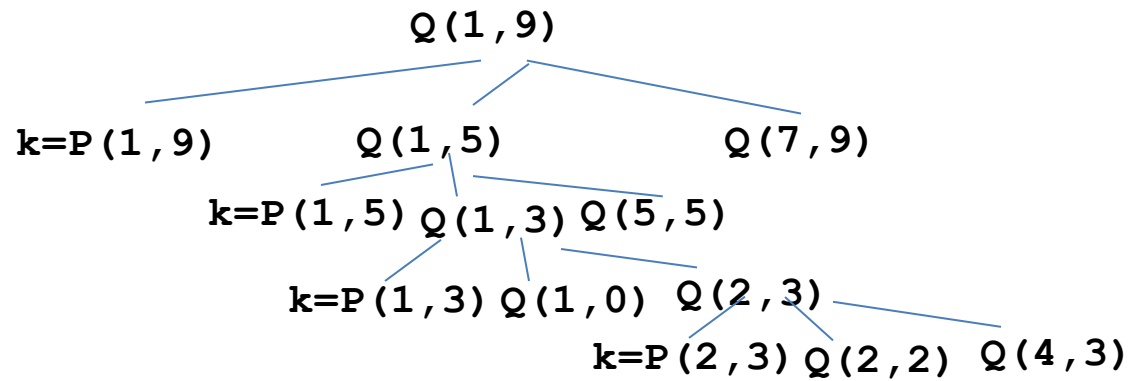 Q(1,9)
k=P(1,9) Q(1,5) Q(7,9)
k=P(1,5) Q(1,3) Q(5,5)
k=P(1,3) Q(1,0) Q(2,3)
k=P(2,3) Q(2,2) Q(4,3)